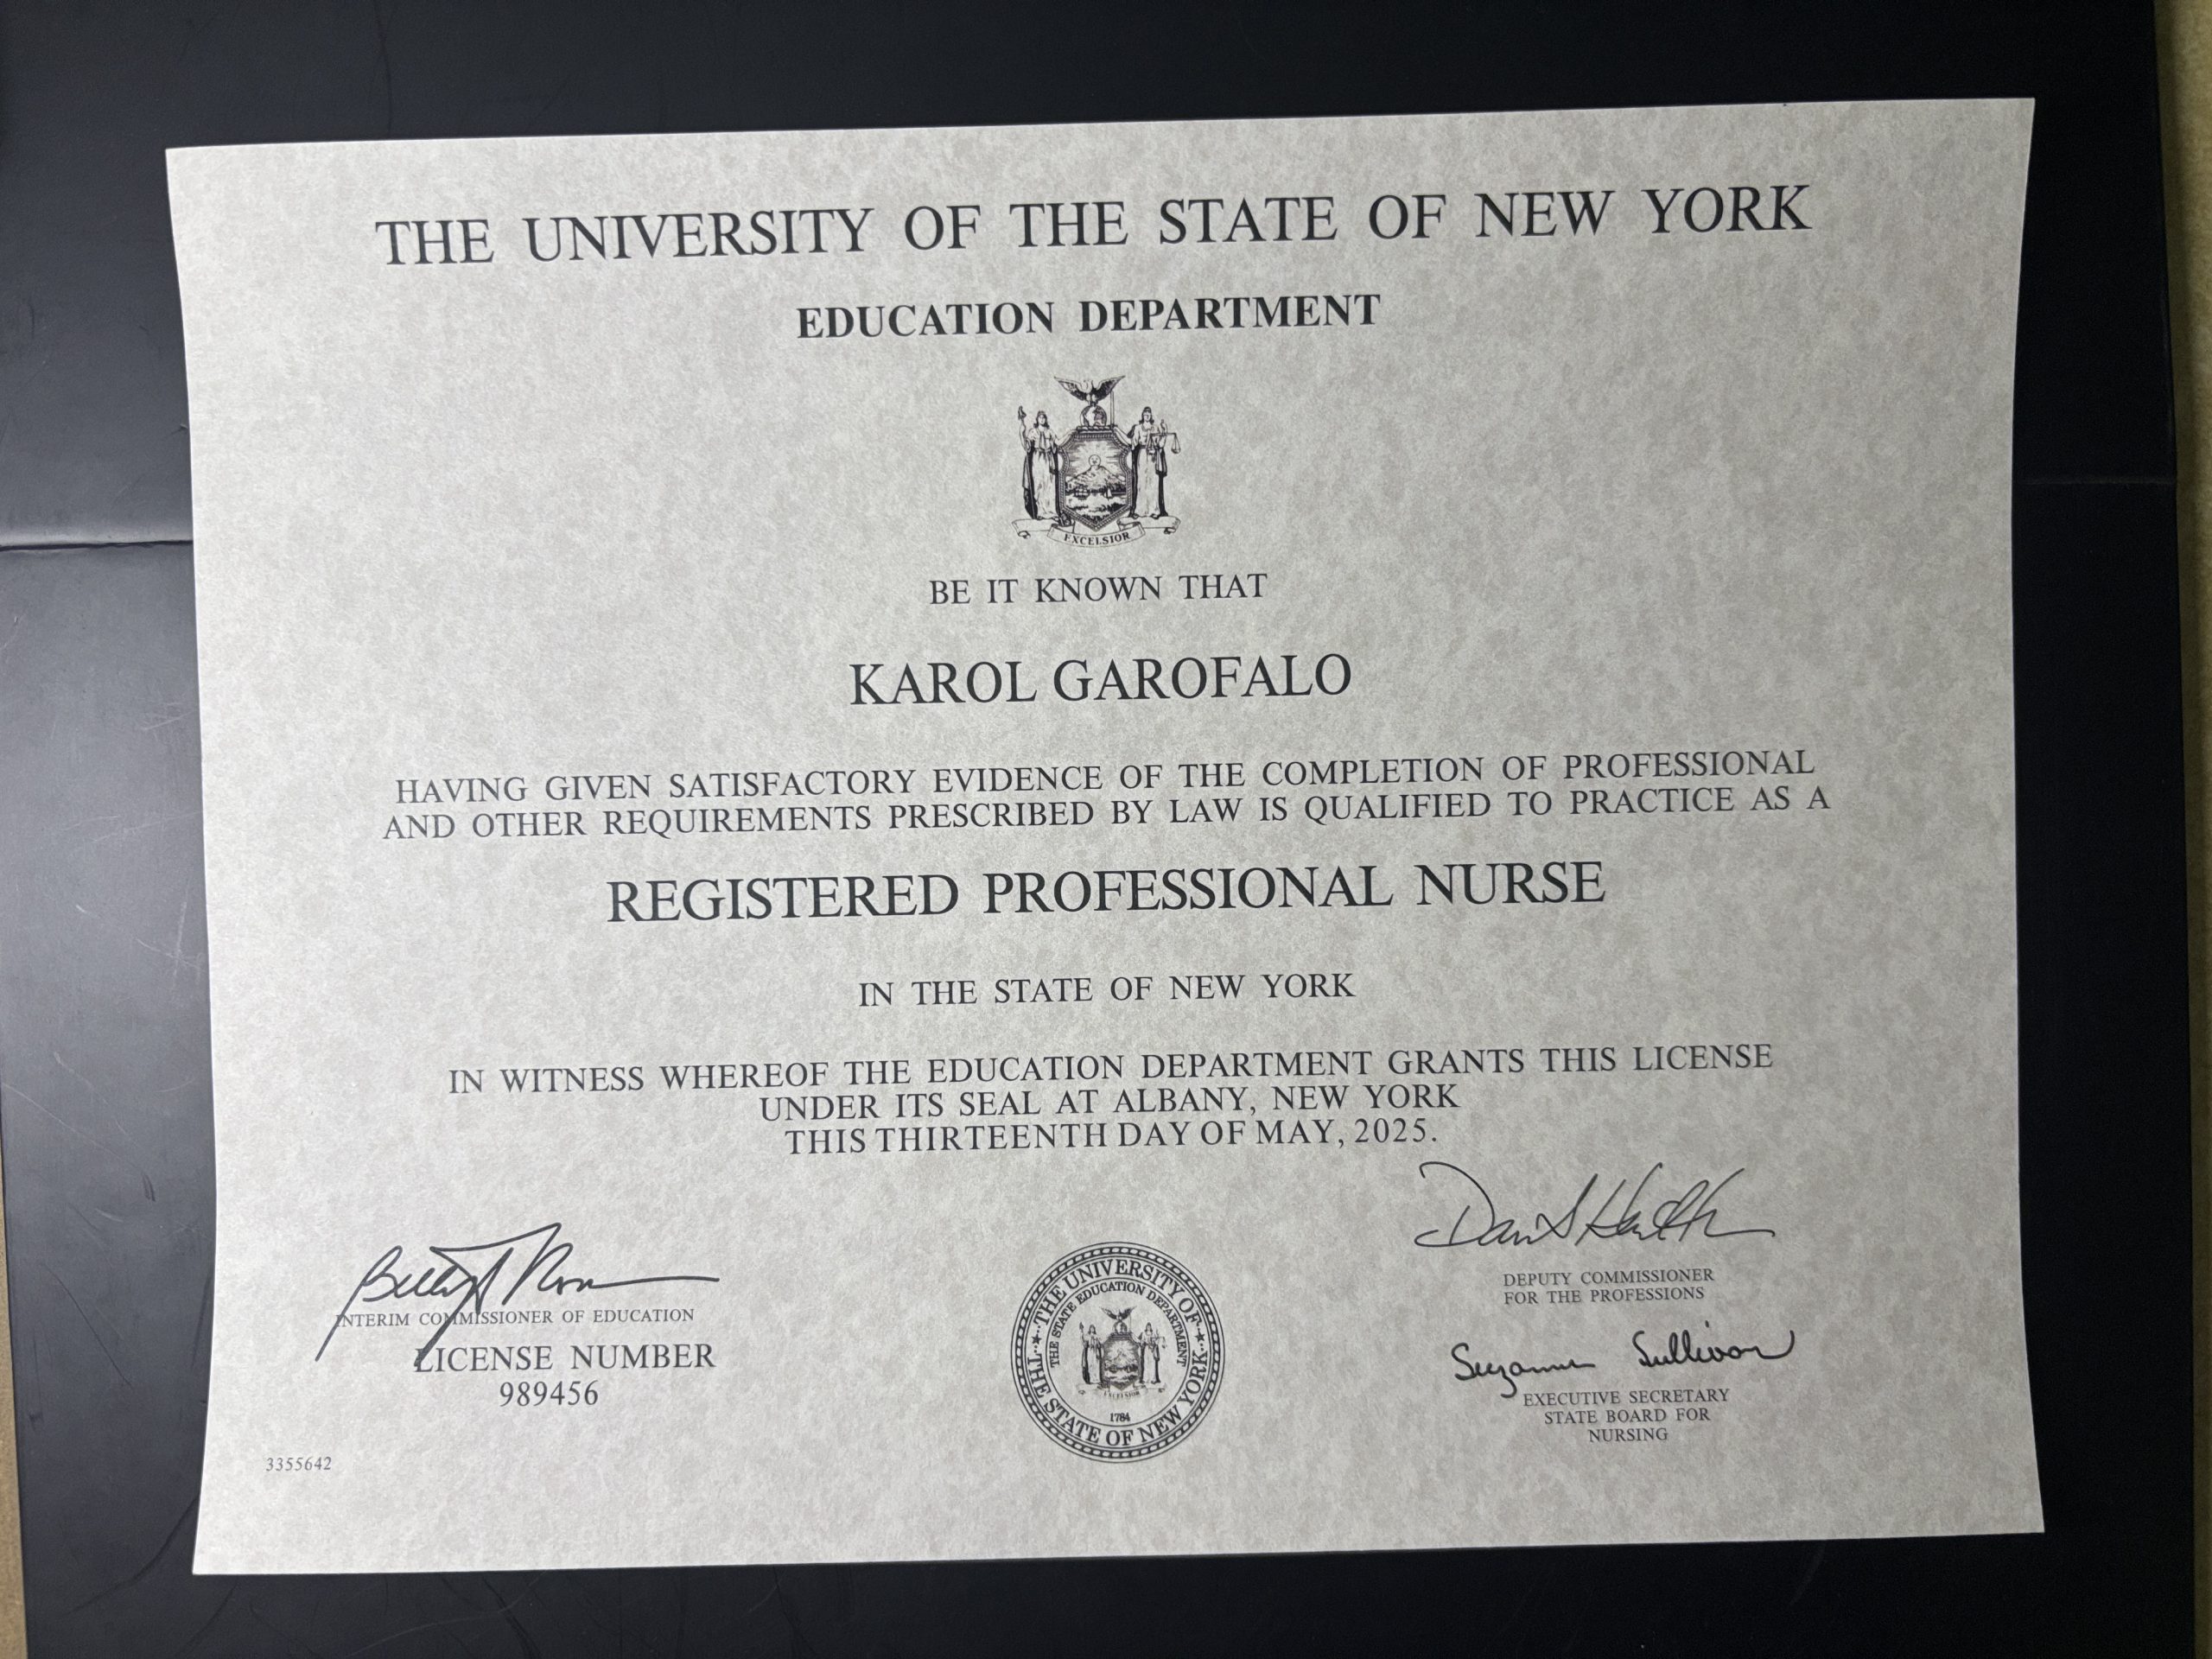 THE UNIVERSITY OF THE STATE OF NEW YORK
EDUCATION DEPARTMENT
EXCELSIOR
BE IT KNOWN THAT
KAROL GAROFALO
HAVING GIVEN SATISFACTORY EVIDENCE OF THE COMPLETION OF PROFESSIONAL
AND OTHER REQUIREMENTS PRESCRIBED BY LAW IS QUALIFIED TO PRACTICE AS A
REGISTERED PROFESSIONAL NURSE
IN THE STATE OF NEW YORK
IN WITNESS WHEREOF THE EDUCATION DEPARTMENT GRANTS THIS LICENSE
UNDER ITS SEAL AT ALBANY, NEW YORK
THIS THIRTEENTH DAY OF MAY, 2025.
INTERIM COMMISSIONER OF EDUCATION
LICENSE NUMBER
989456
3355642
THE UNIVERSITY OF
THE STATE OF NEW YORK
THE STATE EDUCATION DEPARTMENT
EXCELSIOR
1784
DEPUTY COMMISSIONER
FOR THE PROFESSIONS
Suzanne Sullivan
EXECUTIVE SECRETARY
STATE BOARD FOR
NURSING